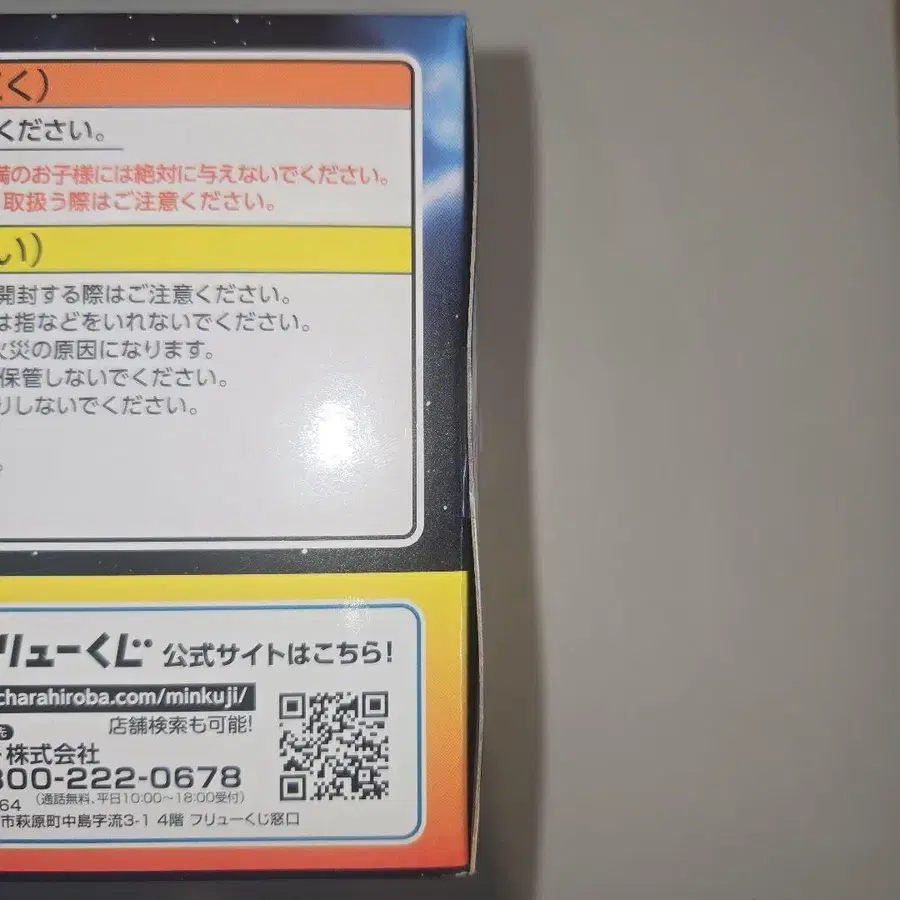 く）
ください。
満のお子様には絶対に与えないでください。
取扱う際はご注意ください。
い）
開封する際はご注意ください。
は指などをいれないでください。
火災の原因になります。
保管しないでください。
りしないでください。
。
リューくじ 公式サイトはこちら!
charahiroba.com/minkuji/
店舗検索も可能!
先
株式会社
800-222-0678
64 （通話無料、平日10:00〜18:00受付）
市萩原町中島字流3-1 4階 フリューくじ窓口